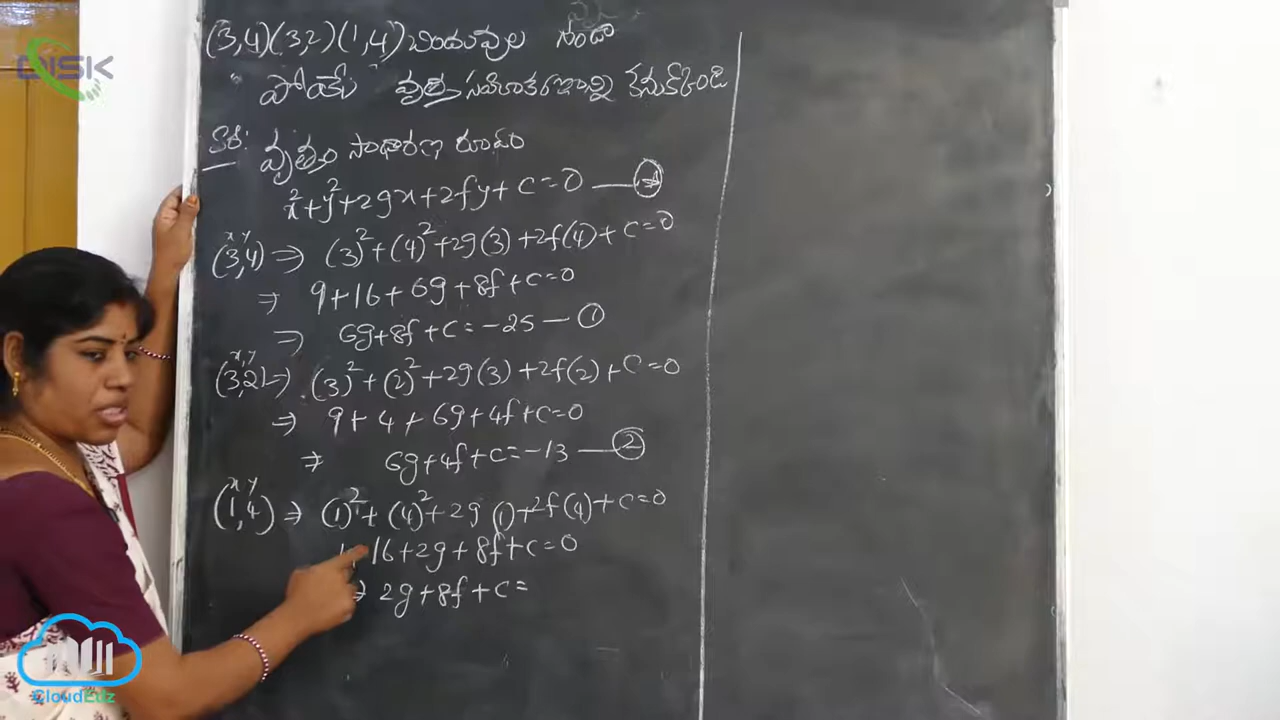 DISK
(3,4)(3,2)(1,4) బిందువుల గుండా
పోయే వృత్త సమీకరణాన్ని కనుక్కోండి
వృత్తం సాధారణ రూపం
x²+y²+2gx+2fy+c=0
x y
(3,4) ⇒ (3)²+(4)²+2g(3)+2f(4)+c=0
⇒ 9+16+6g+8f+c=0
⇒ 6g+8f+c=-25 — ①
x, y
(3,2) ⇒ (3)²+(2)²+2g(3)+2f(2)+c=0
⇒ 9+4+6g+4f+c=0
⇒ 6g+4f+c=-13 — ②
x y
(1,4) ⇒ (1)²+(4)²+2g(1)+2f(4)+c=0
16+2g+8f+c=0
⇒ 2g+8f+c=
CloudEdz